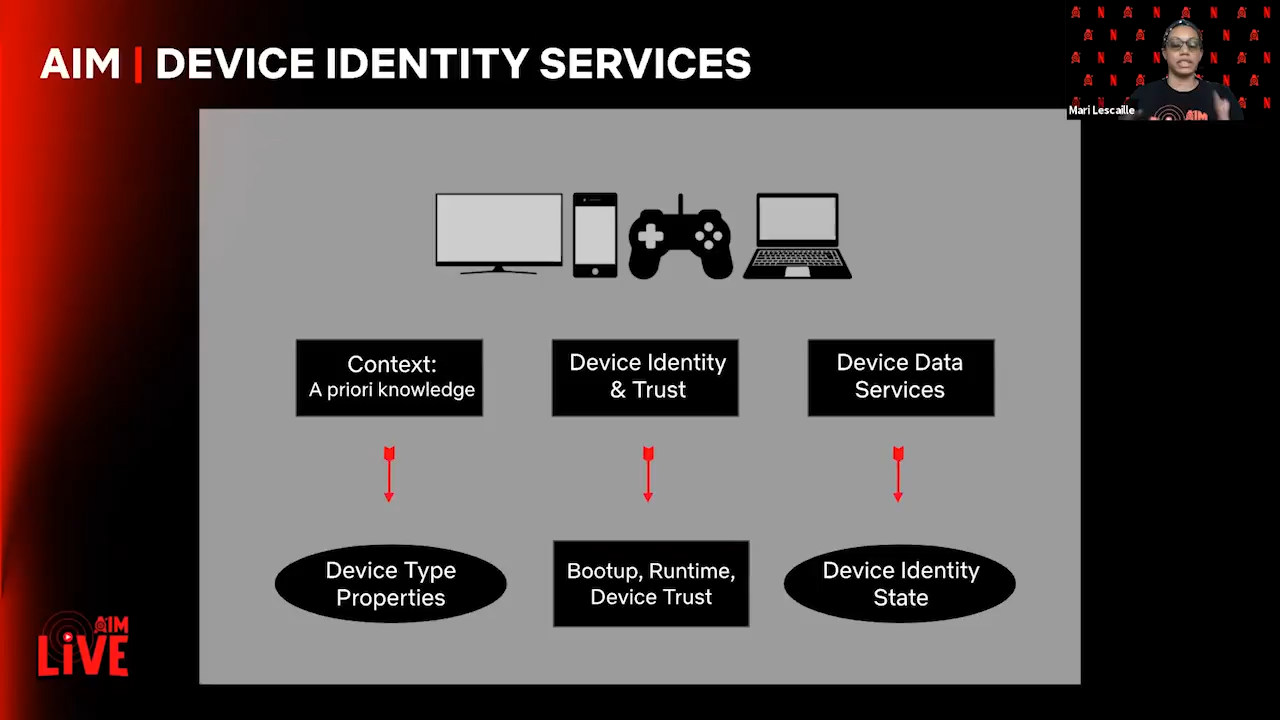 AIM | DEVICE IDENTITY SERVICES
Mari Lescaille
AIM
Context:
A priori knowledge
Device Identity
& Trust
Device Data
Services
Device Type
Properties
Bootup, Runtime,
Device Trust
Device Identity
State
AIM
LiVE